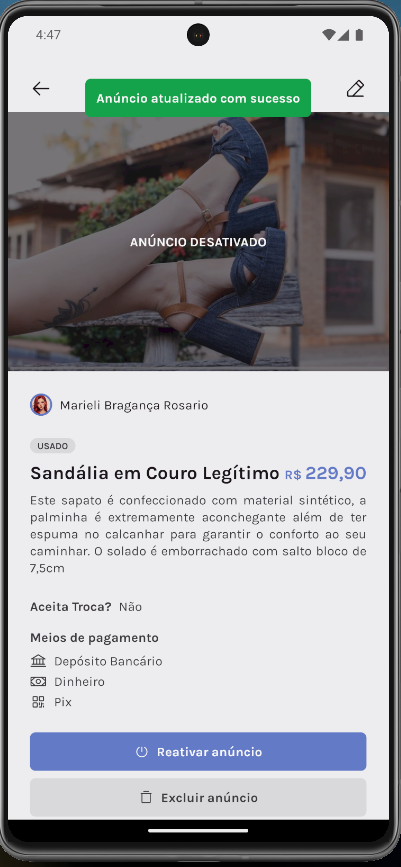 4:47
Anúncio atualizado com sucesso
ANÚNCIO DESATIVADO
Marieli Bragança Rosario
USADO
Sandália em Couro Legítimo R$ 229,90
Este sapato é confeccionado com material sintético, a
palminha é extremamente aconchegante além de ter
espuma no calcanhar para garantir o conforto ao seu
caminhar. O solado é emborrachado com salto bloco de
7,5cm
Aceita Troca? Não
Meios de pagamento
Depósito Bancário
Dinheiro
Pix
Reativar anúncio
Excluir anúncio